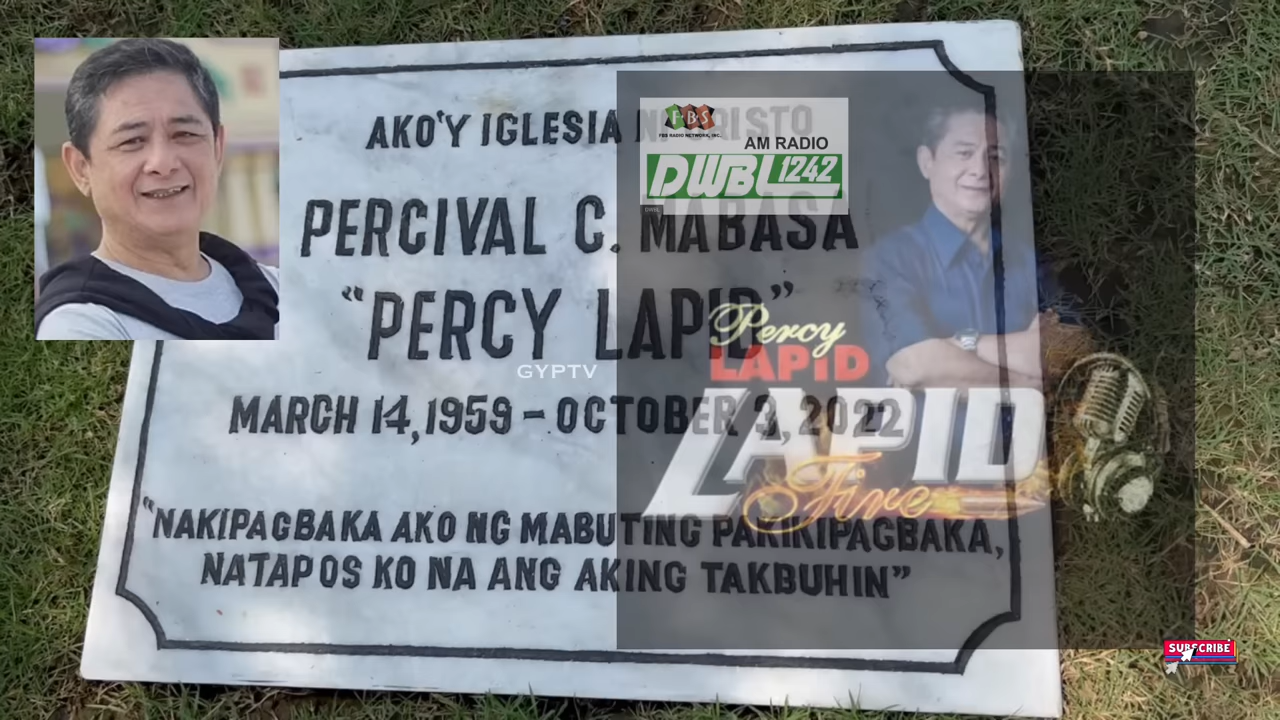 AKO'Y IGLESIA NI CRISTO
PERCIVAL C. MABASA
"PERCY LAPID"
MARCH 14, 1959 - OCTOBER 3, 2022
"NAKIPAGBAKA AKO NG MABUTING PAKIKIPAGBAKA,
NATAPOS KO NA ANG AKING TAKBUHIN"
FBS
FBS RADIO NETWORK, INC.
AM RADIO
DWBL 1242
DWBL
Percy
LAPID
LAPID
Fire
GYPTV
SUBSCRIBE